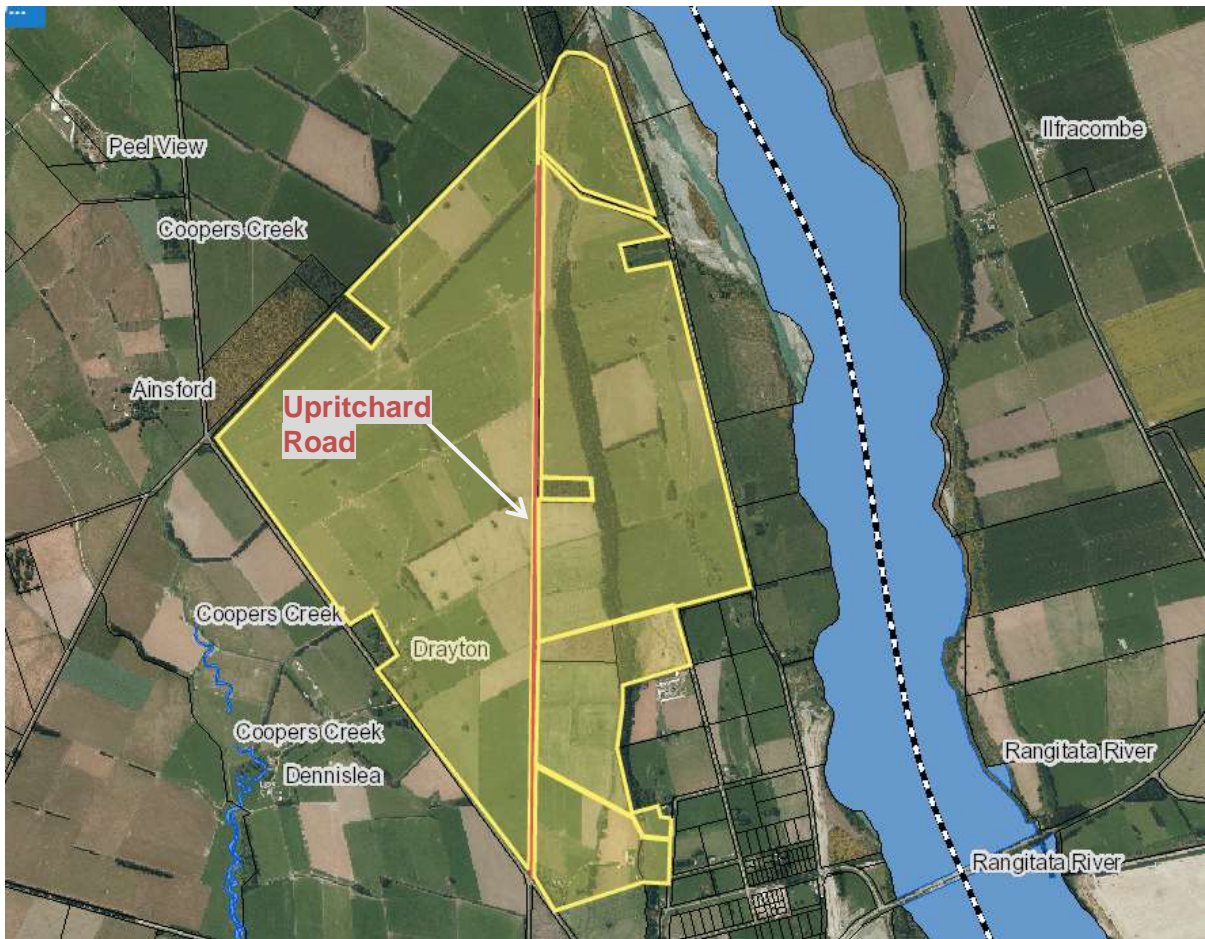 Peel View
Ilfracombe
Coopers Creek
Ainsford
Upritchard
Road
Coopers Creek
Drayton
Coopers Creek
Dennislea
Rangitata River
Rangitata River